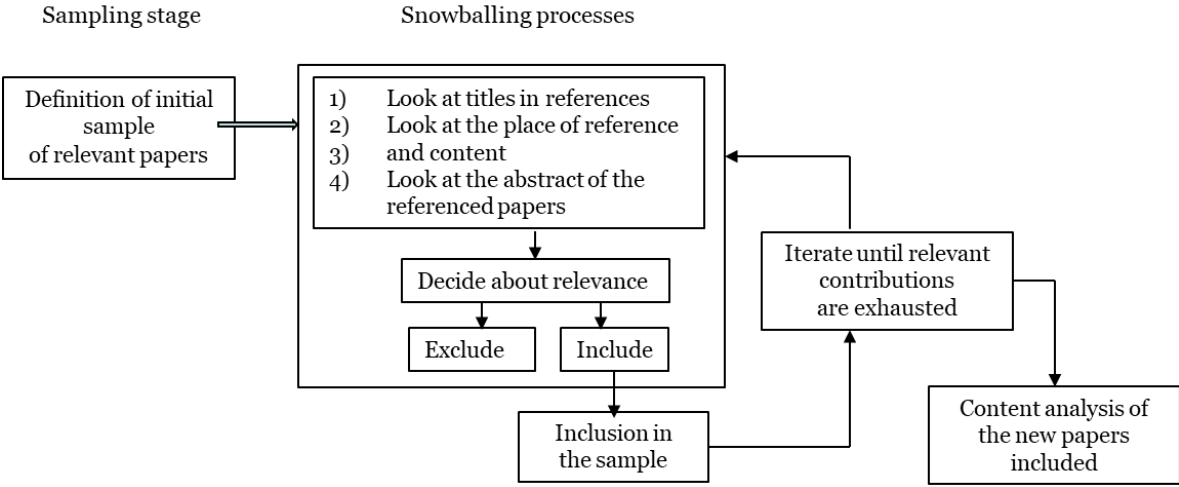 Sampling stage
Snowballing processes
Definition of initial
sample
of relevant papers
1) Look at titles in references
2) Look at the place of reference
3) and content
4) Look at the abstract of the
referenced papers
Decide about relevance
Exclude
Include
Inclusion in
the sample
Iterate until relevant
contributions
are exhausted
Content analysis of
the new papers
included